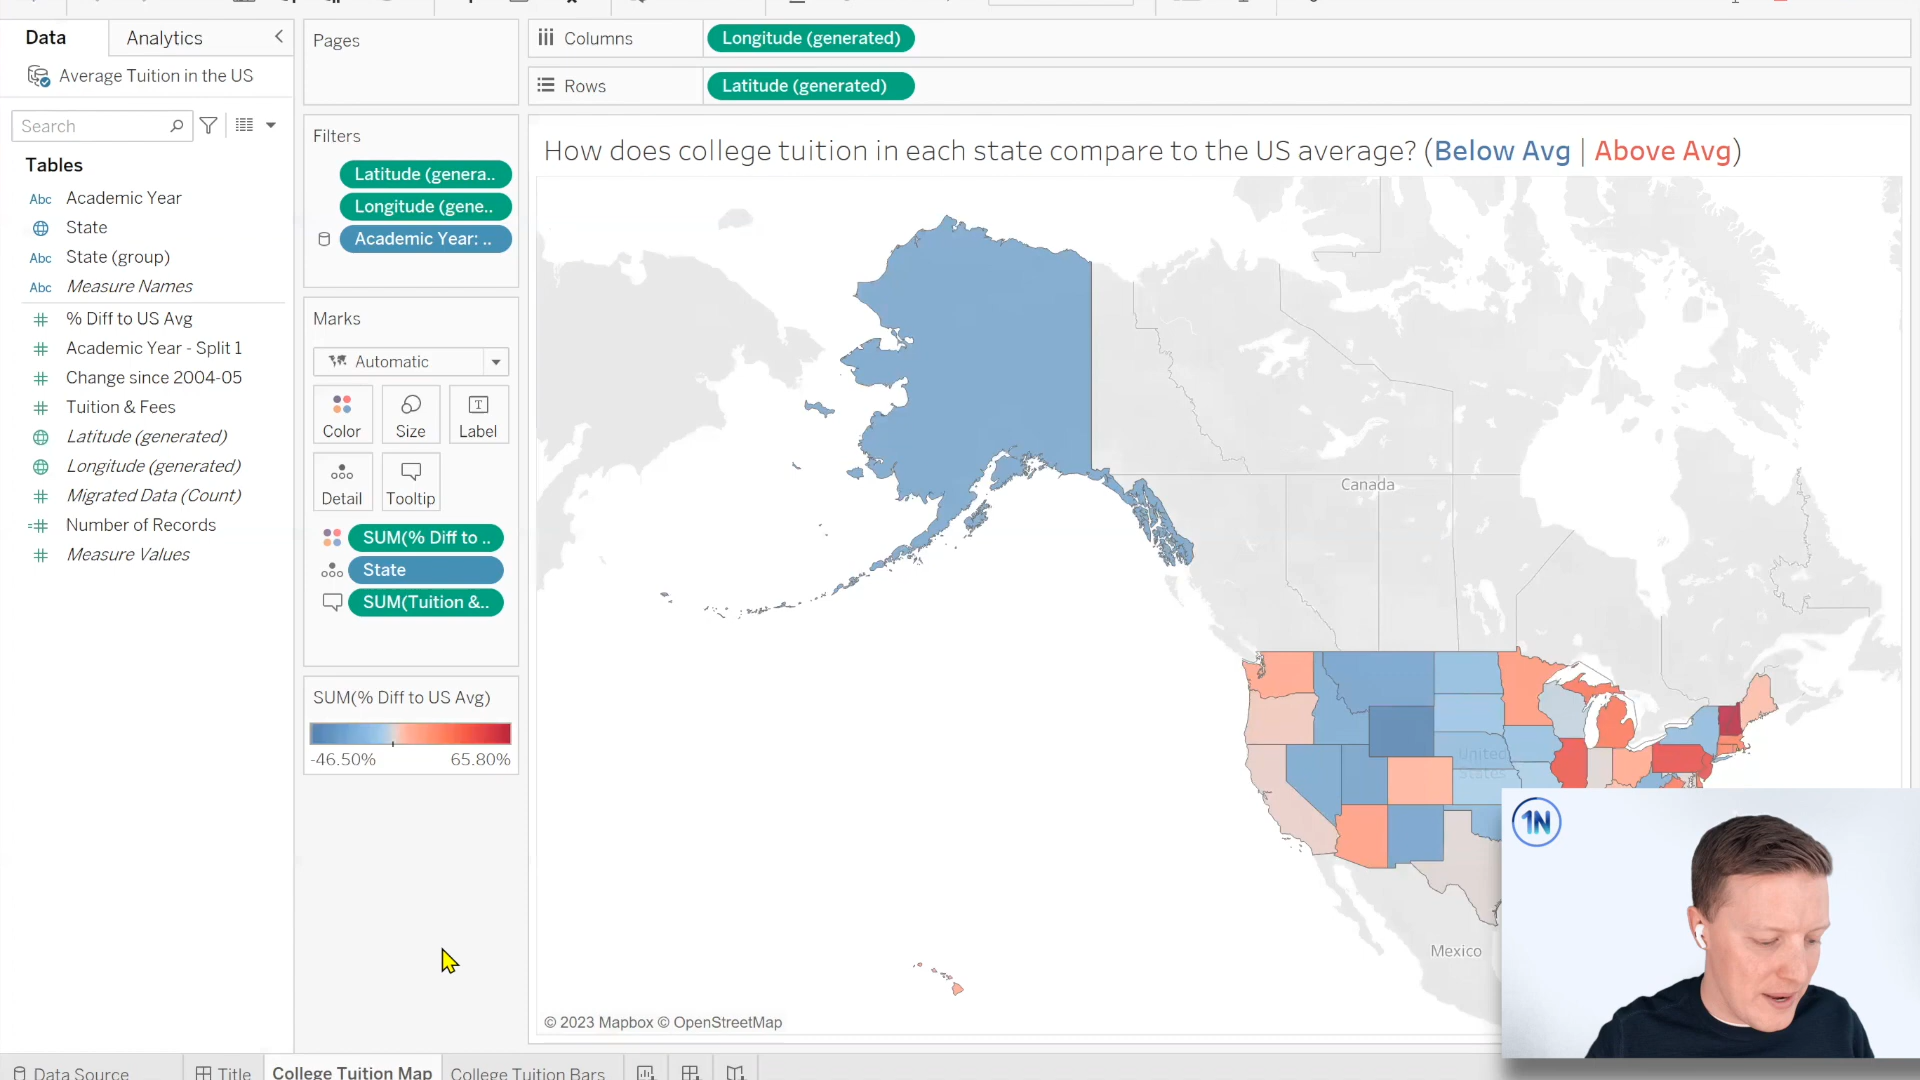 Data
Analytics
Average Tuition in the US
Search
Tables
Abc Academic Year
State
Abc State (group)
Abc Measure Names
% Diff to US Avg
Academic Year - Split 1
Change since 2004-05
Tuition & Fees
Latitude (generated)
Longitude (generated)
Migrated Data (Count)
Number of Records
Measure Values
Pages
Filters
Latitude (genera..
Longitude (gene..
Academic Year: ..
Marks
Automatic
Color
Size
Label
Detail
Tooltip
SUM(% Diff to ..
State
SUM(Tuition &..
SUM(% Diff to US Avg)
-46.50% 65.80%
Columns
Longitude (generated)
Rows
Latitude (generated)
How does college tuition in each state compare to the US average? (Below Avg | Above Avg)
Canada
United
States
Mexico
© 2023 Mapbox © OpenStreetMap
1N
Data Source
Title
College Tuition Map
College Tuition Bars